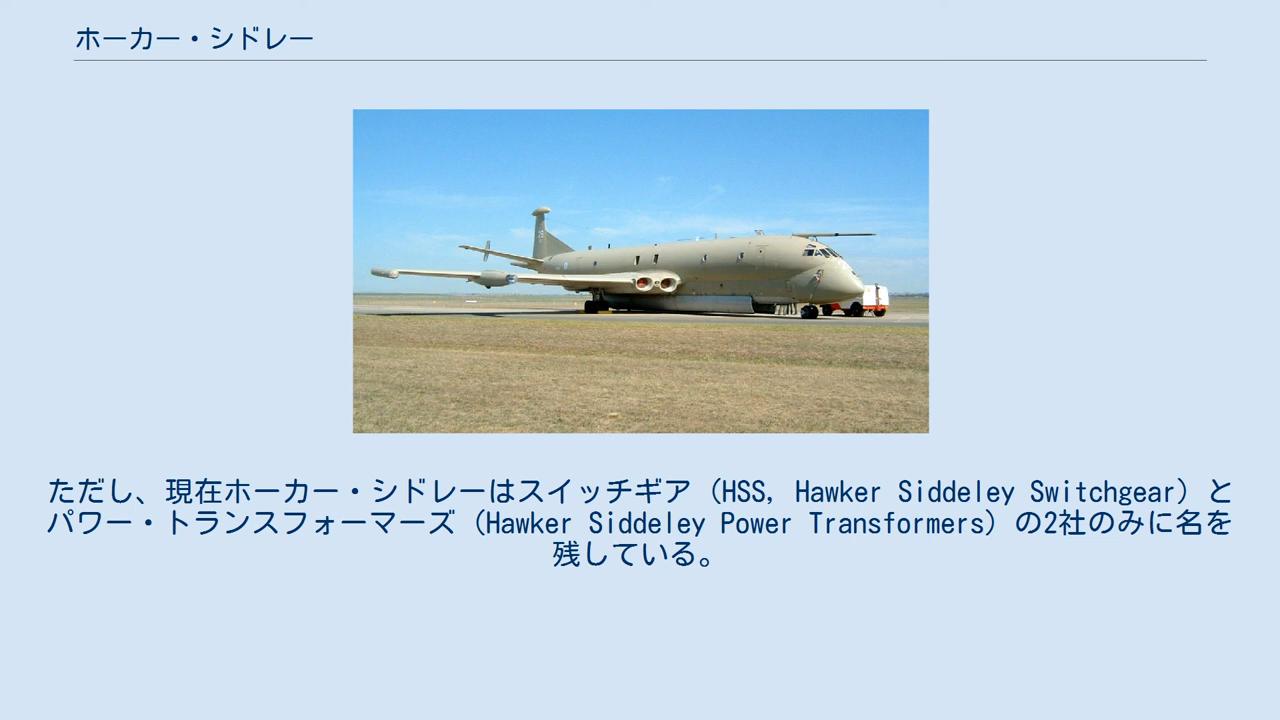 ホーカー・シドレー
ただし、現在ホーカー・シドレーはスイッチギア（HSS, Hawker Siddeley Switchgear）と
パワー・トランスフォーマーズ（Hawker Siddeley Power Transformers）の2社のみに名を
残している。